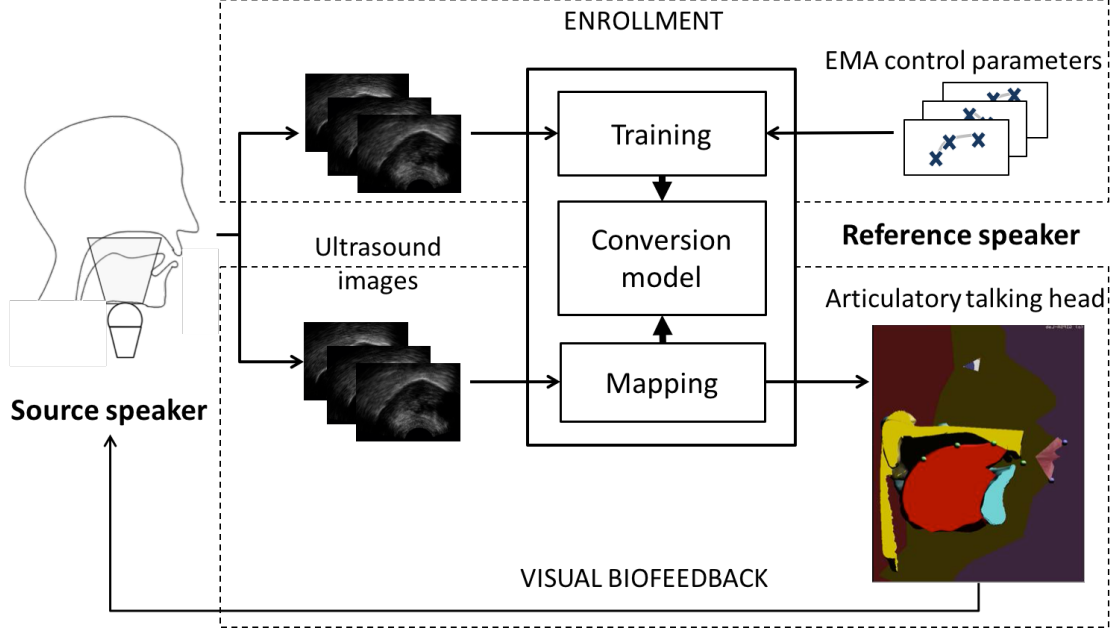 ENROLLMENT
EMA control parameters
Training
Ultrasound
images
Conversion
model
Reference speaker
Articulatory talking head
Mapping
Source speaker
VISUAL BIOFEEDBACK